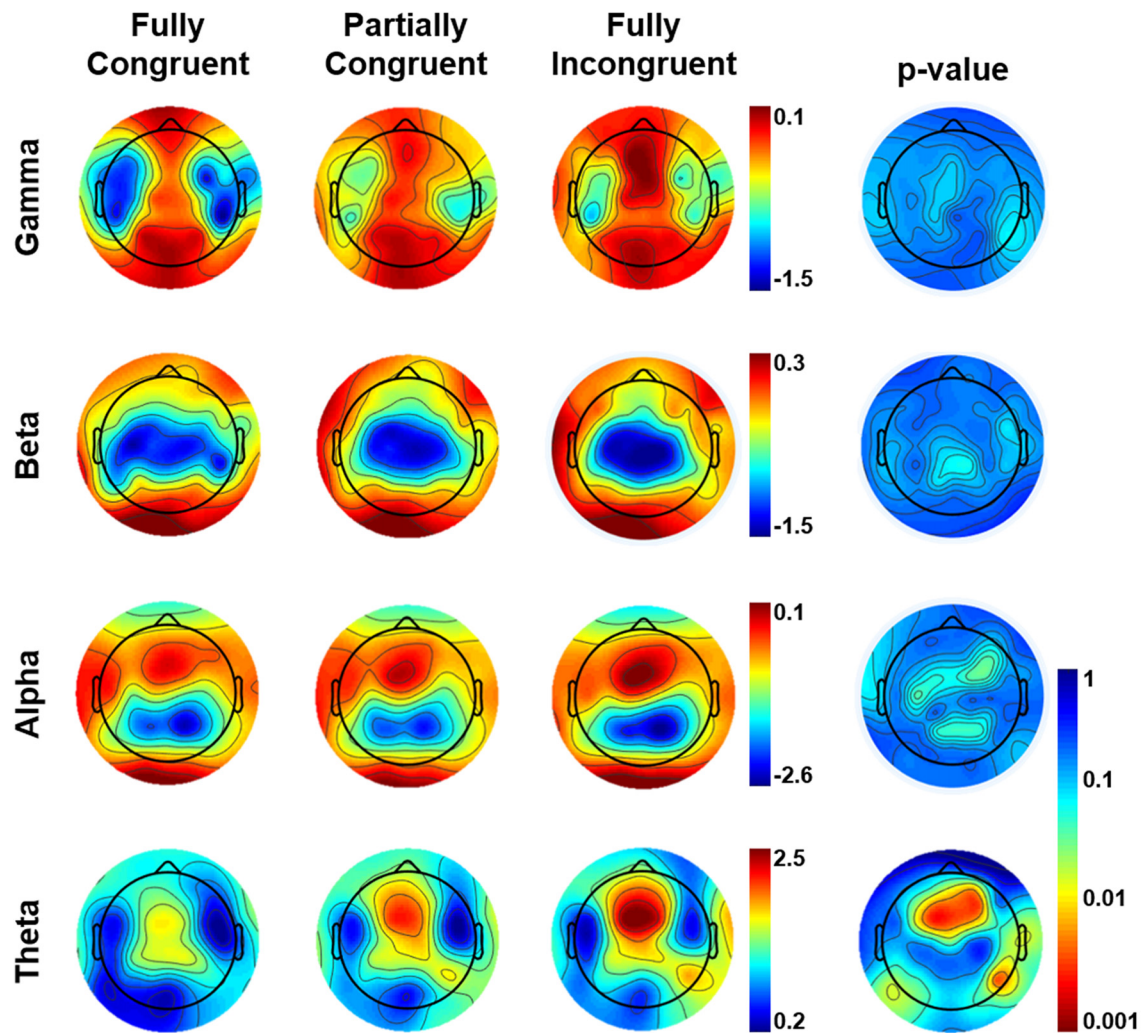 Fully Congruent
Partially Congruent
Fully Incongruent
p-value
Gamma
0.1
-1.5
Beta
0.3
-1.5
Alpha
0.1
-2.6
Theta
2.5
0.2
1
0.1
0.01
0.001